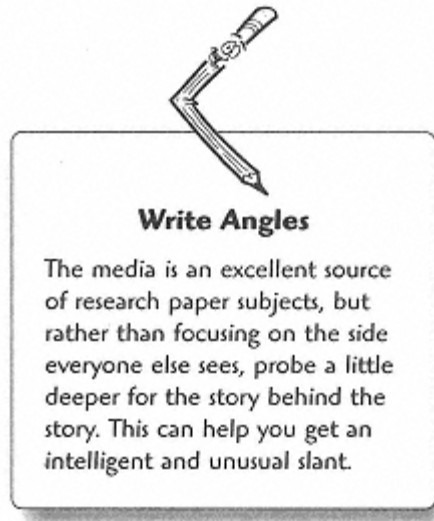 Write Angles
The media is an excellent source
of research paper subjects, but
rather than focusing on the side
everyone else sees, probe a little
deeper for the story behind the
story. This can help you get an
intelligent and unusual slant.